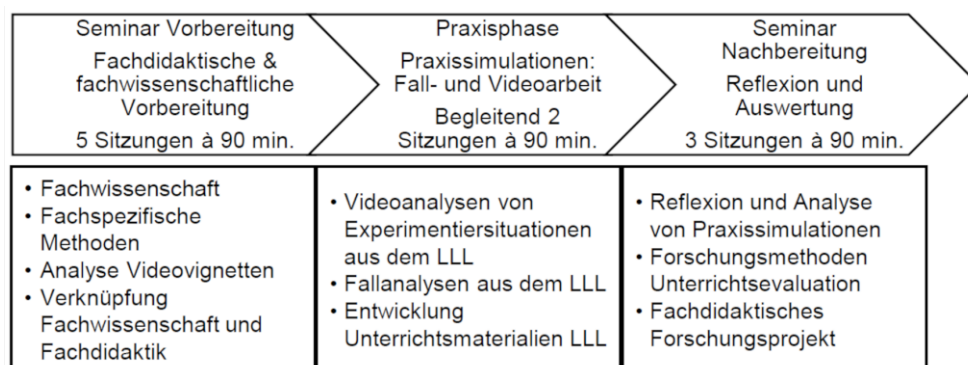 Seminar Vorbereitung
Fachdidaktische &
fachwissenschaftliche
Vorbereitung
5 Sitzungen à 90 min.
Praxisphase
Praxissimulationen:
Fall- und Videoarbeit
Begleitend 2
Sitzungen à 90 min.
Seminar
Nachbereitung
Reflexion und
Auswertung
3 Sitzungen à 90 min.
• Fachwissenschaft
• Fachspezifische
Methoden
• Analyse Videovignetten
• Verknüpfung
Fachwissenschaft und
Fachdidaktik
• Videoanalysen von
Experimentiersituationen
aus dem LLL
• Fallanalysen aus dem LLL
• Entwicklung
Unterrichtsmaterialien LLL
• Reflexion und Analyse
von Praxissimulationen
• Forschungsmethoden
Unterrichtsevaluation
• Fachdidaktisches
Forschungsprojekt